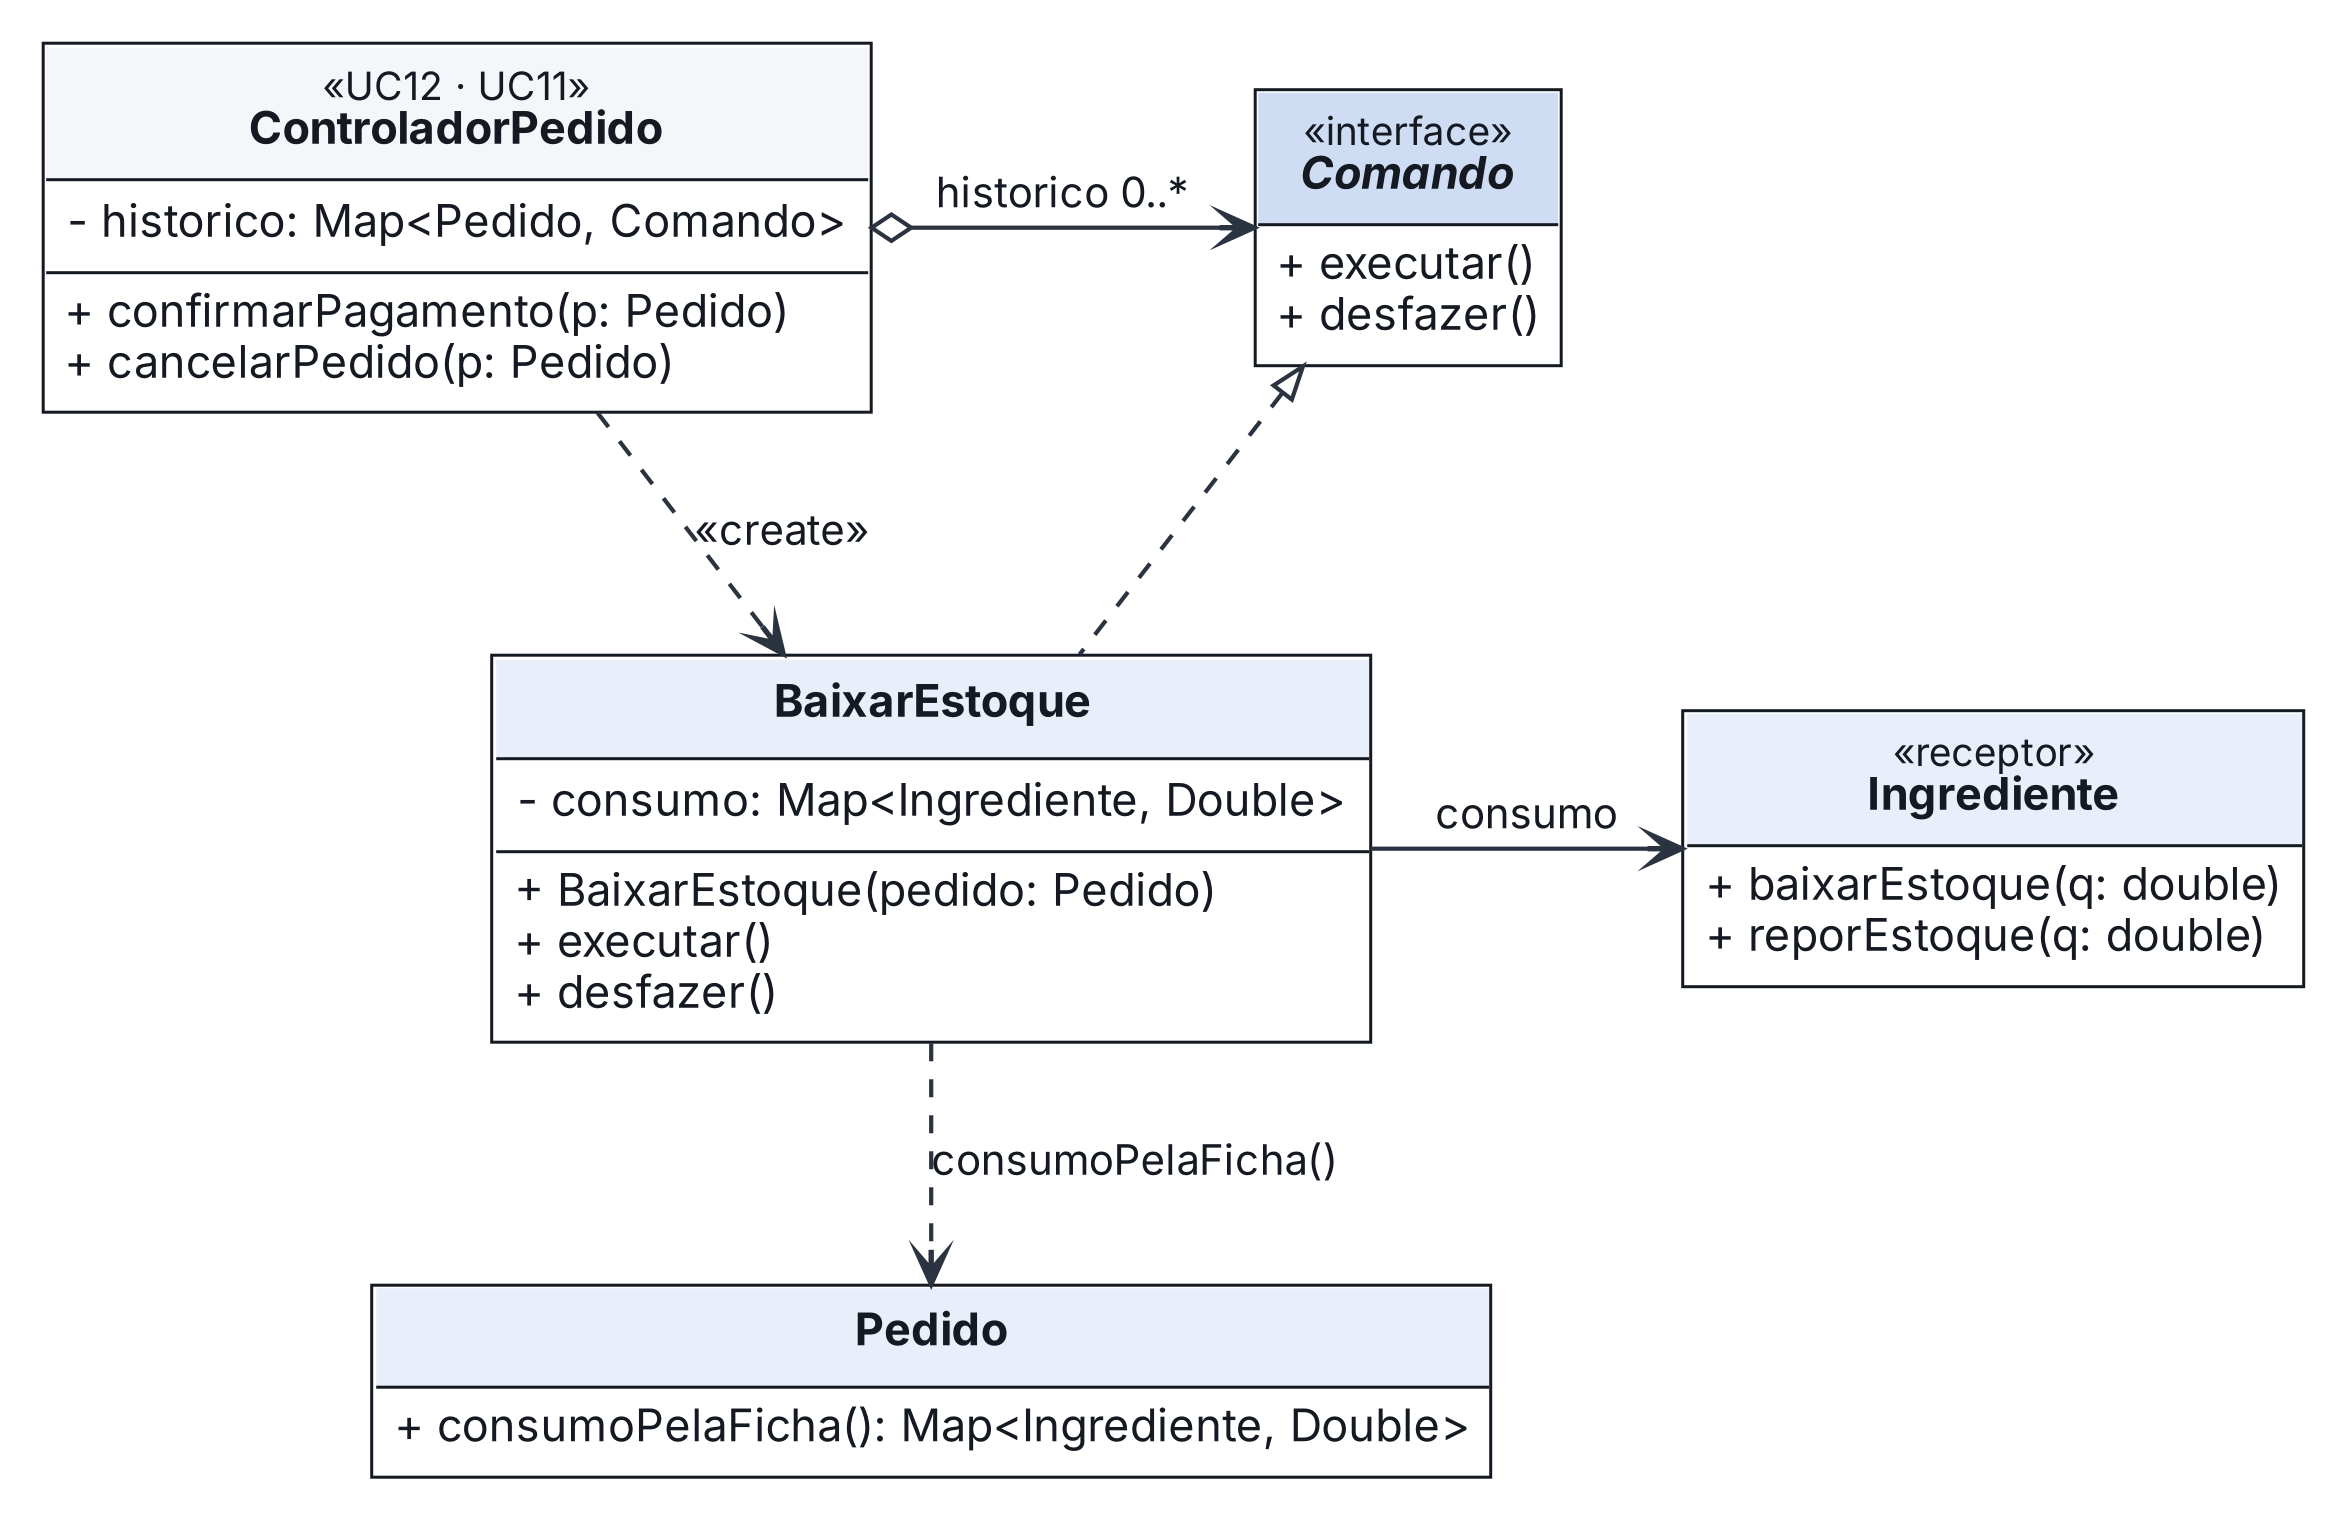 «UC12 · UC11»
ControladorPedido
- historico: Map<Pedido, Comando>
+ confirmarPagamento(p: Pedido)
+ cancelarPedido(p: Pedido)
historico 0..*
«interface»
Comando
+ executar()
+ desfazer()
«create»
BaixarEstoque
- consumo: Map<Ingrediente, Double>
+ BaixarEstoque(pedido: Pedido)
+ executar()
+ desfazer()
consumo
«receptor»
Ingrediente
+ baixarEstoque(q: double)
+ reporEstoque(q: double)
consumoPelaFicha()
Pedido
+ consumoPelaFicha(): Map<Ingrediente, Double>